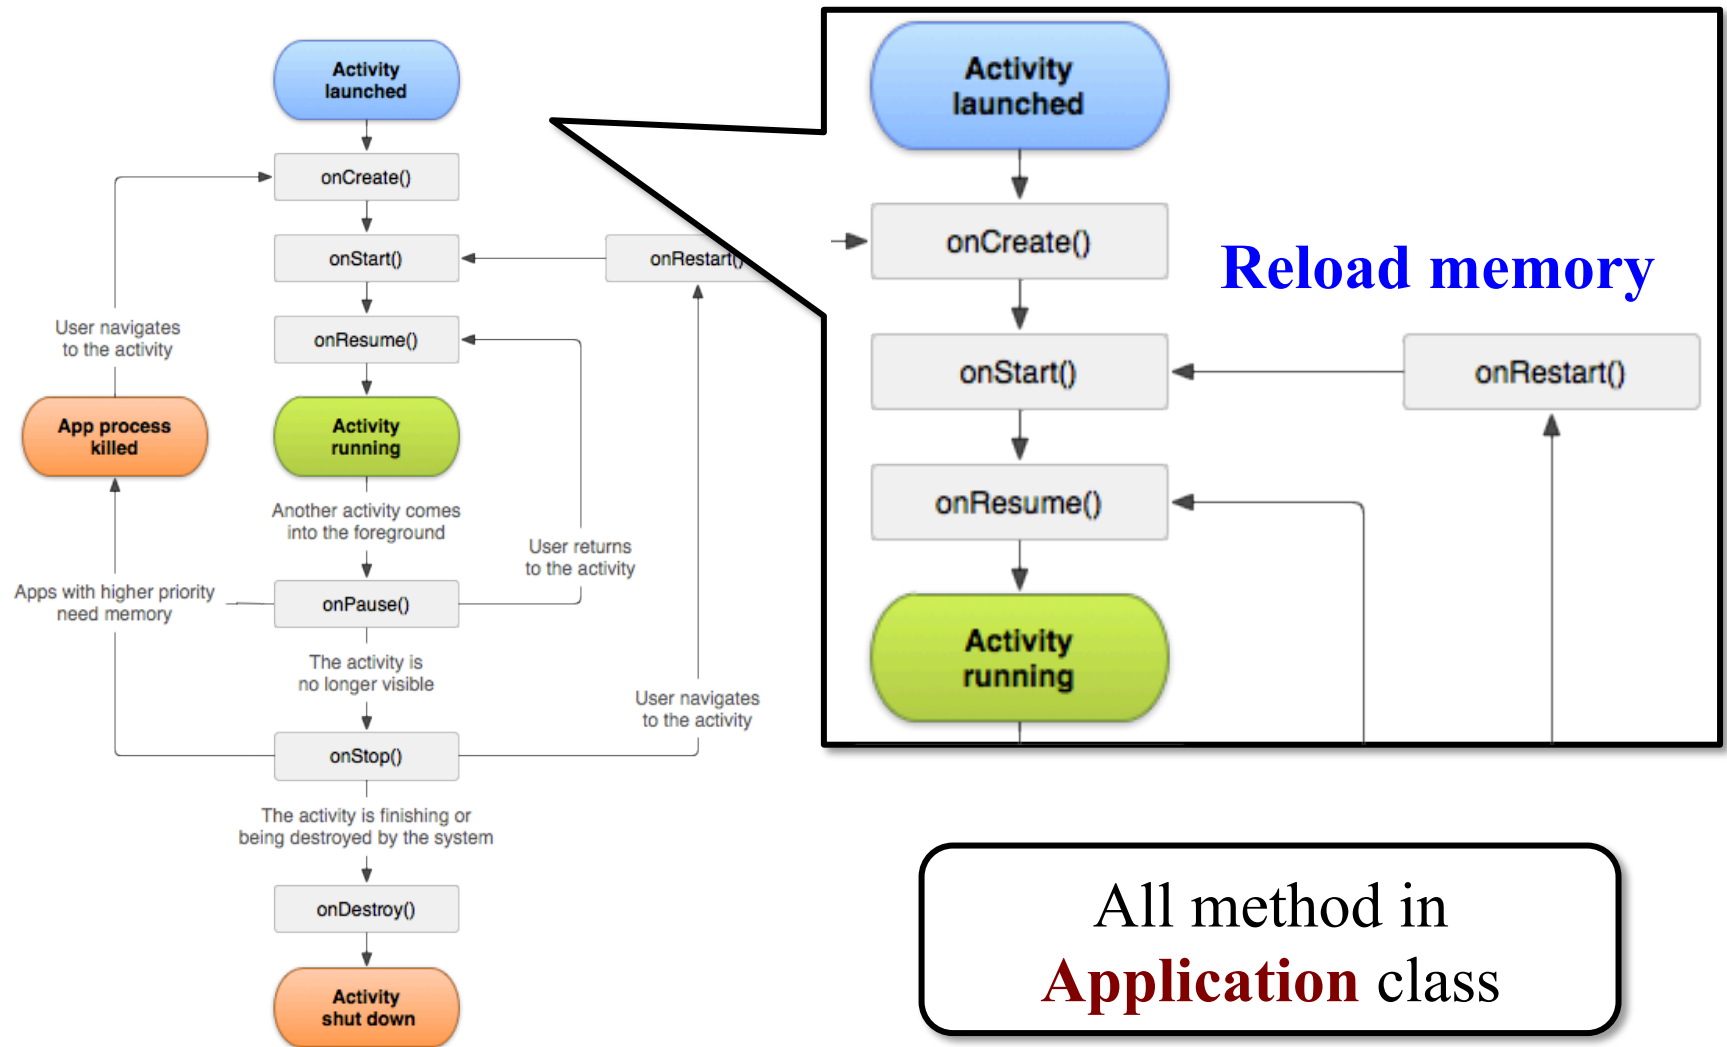 Activity
launched
onCreate()
onStart()
onRestart()
User navigates
to the activity
onResume()
App process
killed
Activity
running
Another activity comes
into the foreground
User returns
to the activity
Apps with higher priority
need memory
onPause()
The activity is
no longer visible
User navigates
to the activity
onStop()
The activity is finishing or
being destroyed by the system
onDestroy()
Activity
shut down
Activity
launched
onCreate()
Reload memory
onStart()
onRestart()
onResume()
Activity
running
All method in
Application class